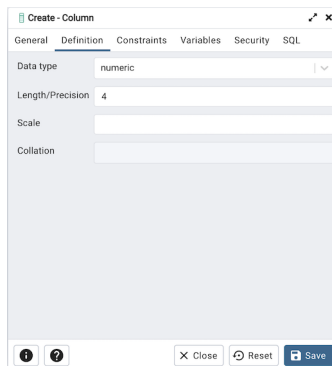 Create - Column
General Definition Constraints Variables Security SQL
Data type numeric
Length/Precision 4
Scale
Collation
Close Reset Save